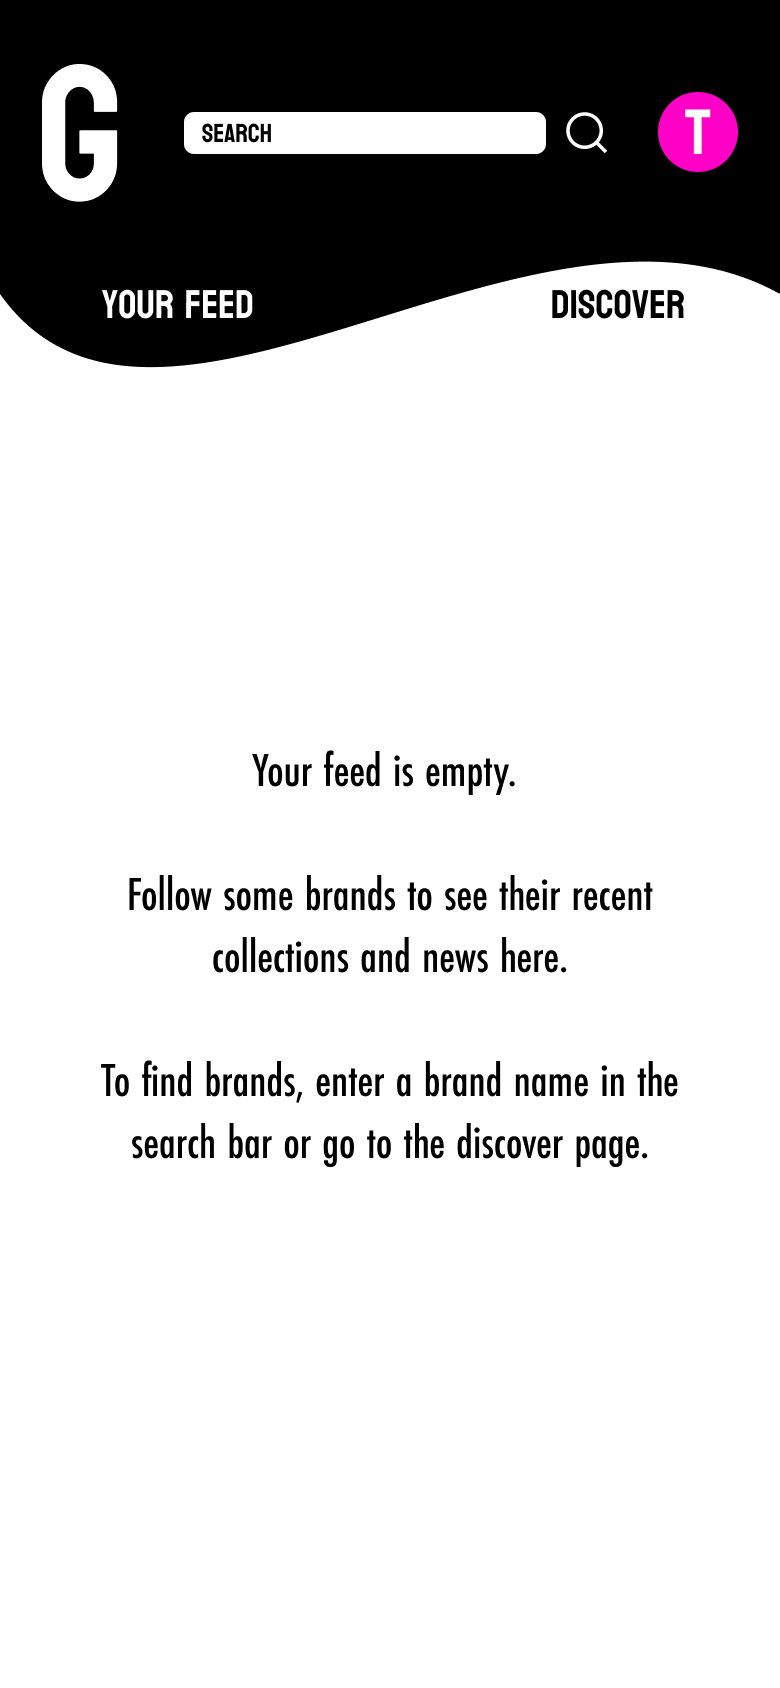 G
SEARCH
T
YOUR FEED
DISCOVER
Your feed is empty.
Follow some brands to see their recent
collections and news here.
To find brands, enter a brand name in the
search bar or go to the discover page.